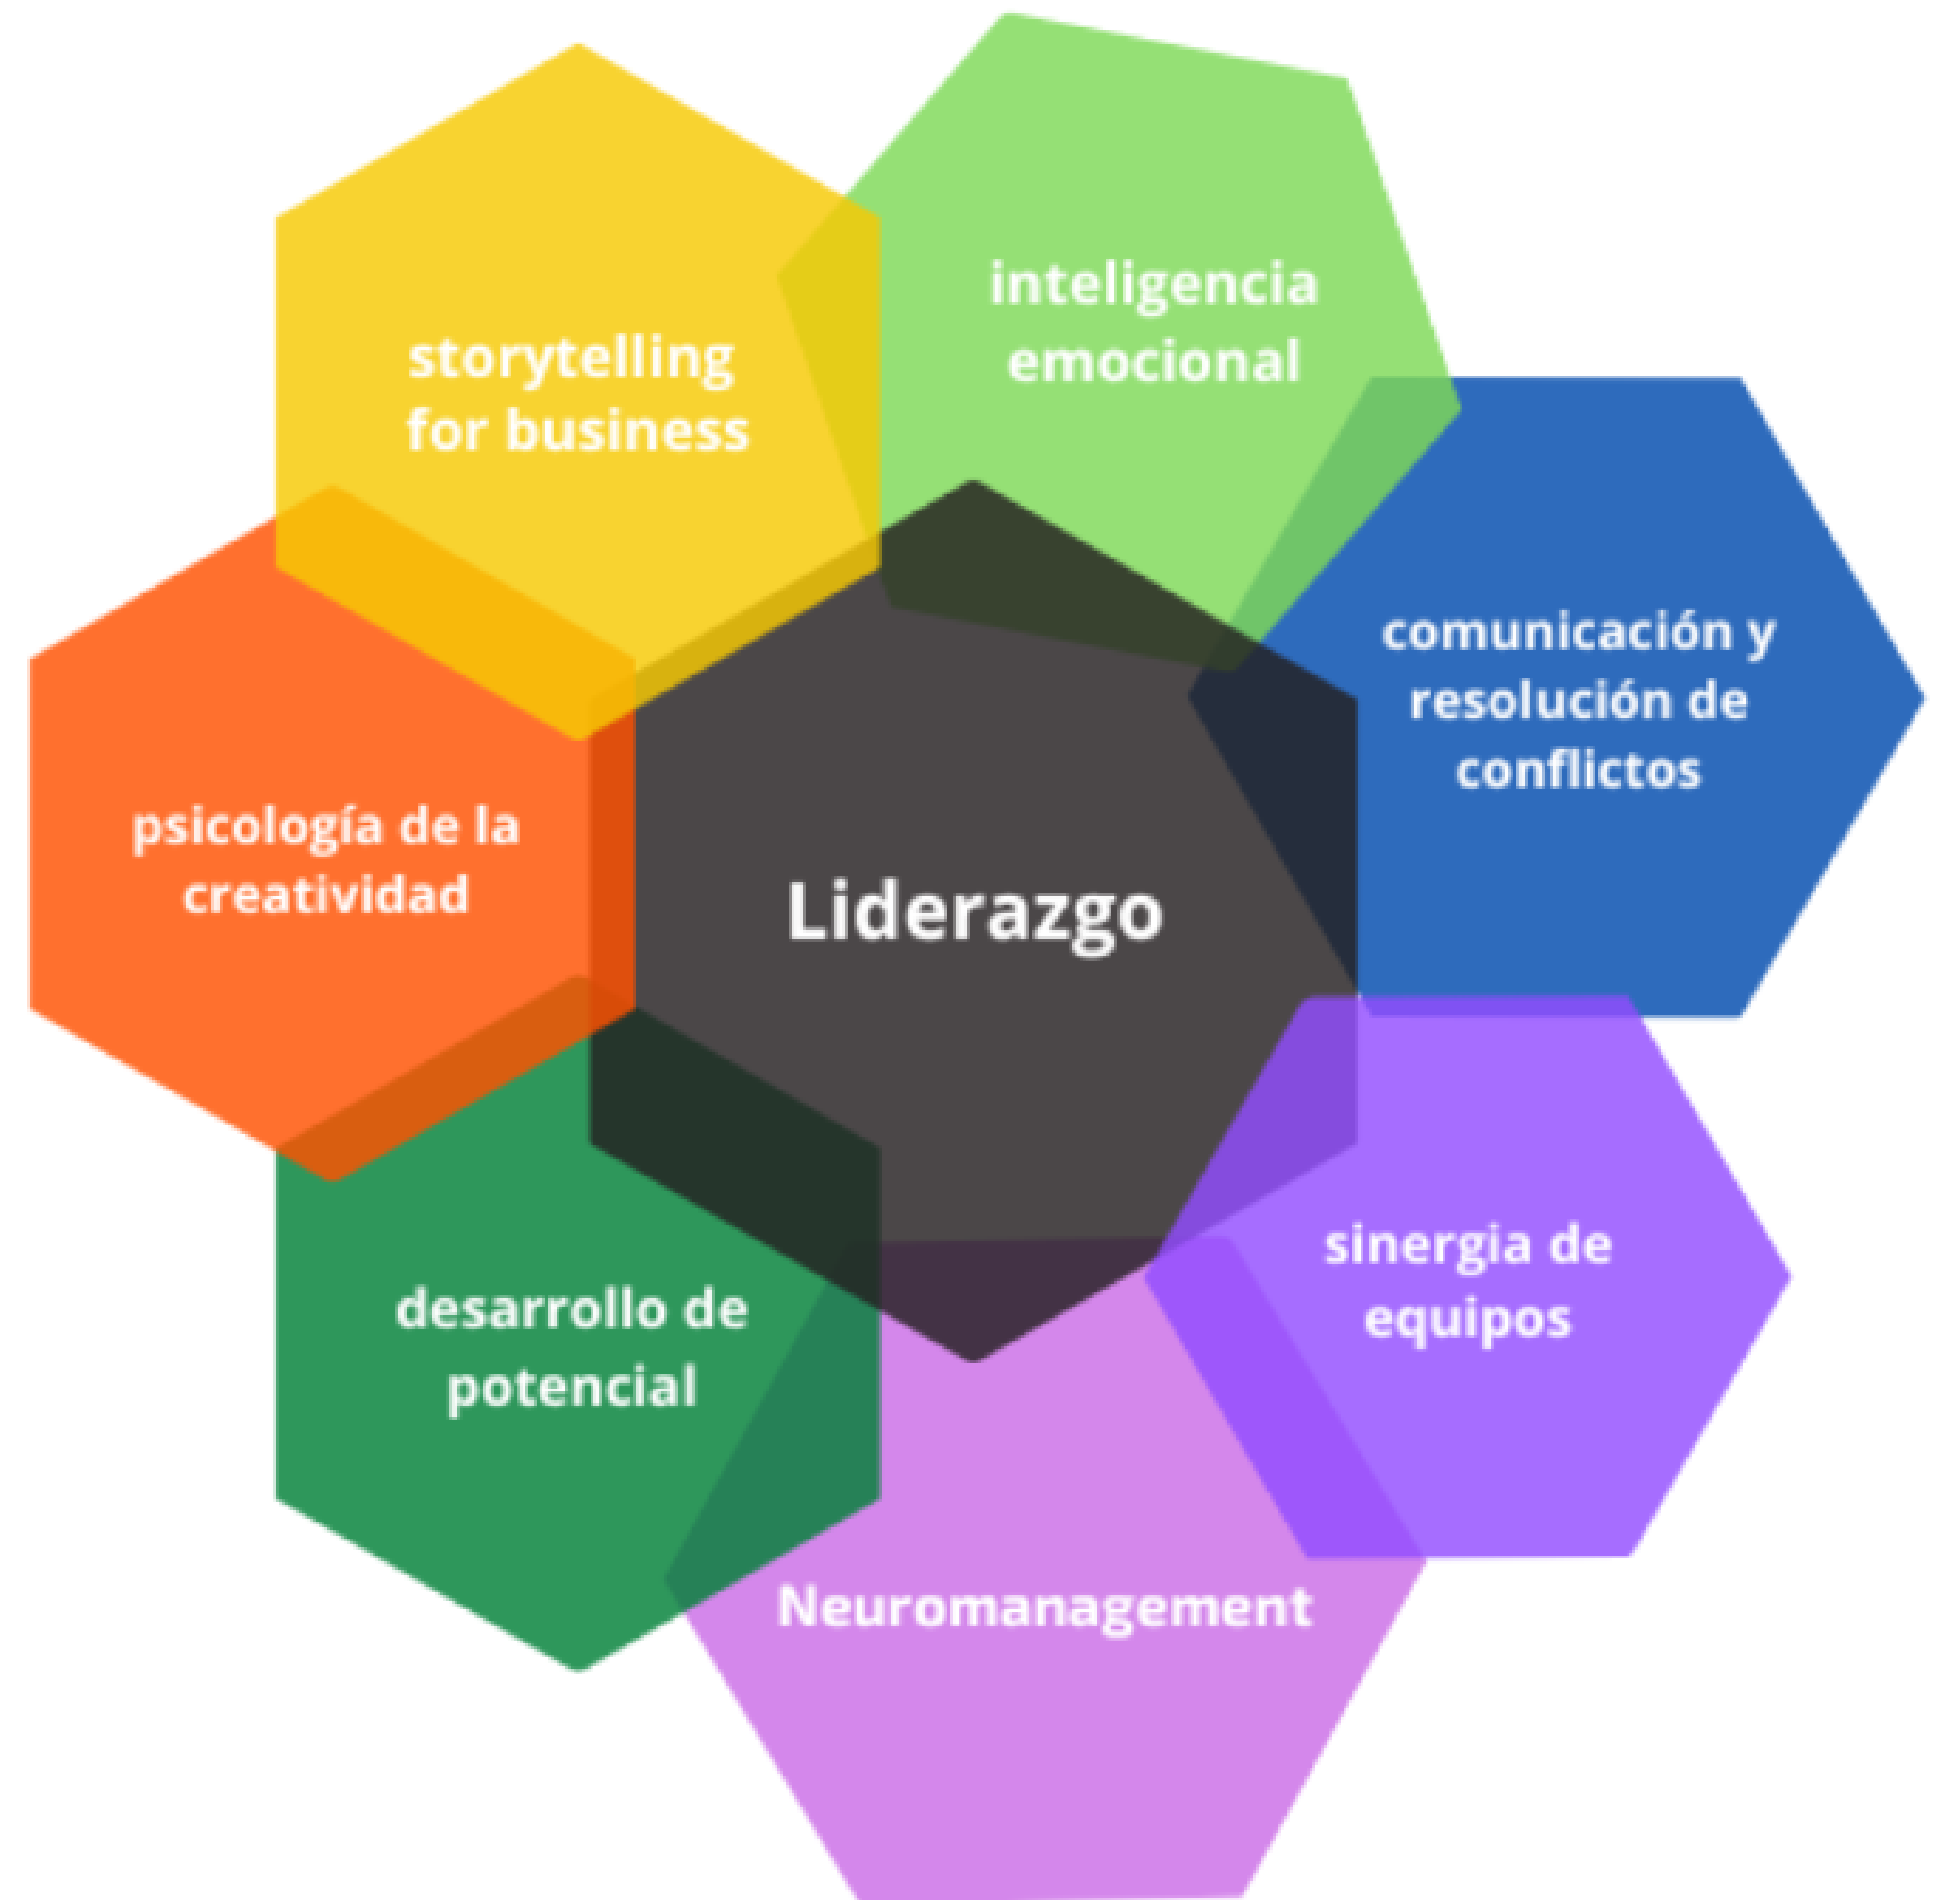 inteligencia
emocional
storytelling
for business
comunicación y
resolución de
conflictos
psicología de la
creatividad
Liderazgo
sinergia de
equipos
desarrollo de
potencial
Neuromanagement